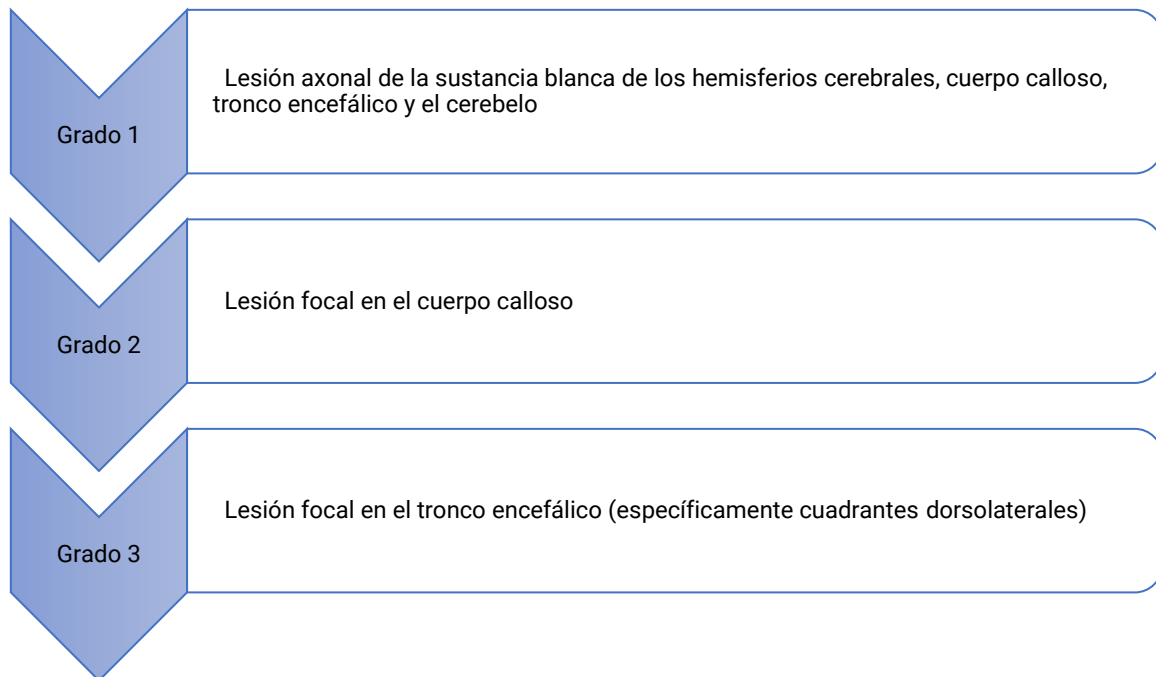 Grado 1
Lesión axonal de la sustancia blanca de los hemisferios cerebrales, cuerpo calloso,
tronco encefálico y el cerebelo
Grado 2
Lesión focal en el cuerpo calloso
Grado 3
Lesión focal en el tronco encefálico (específicamente cuadrantes dorsolaterales)